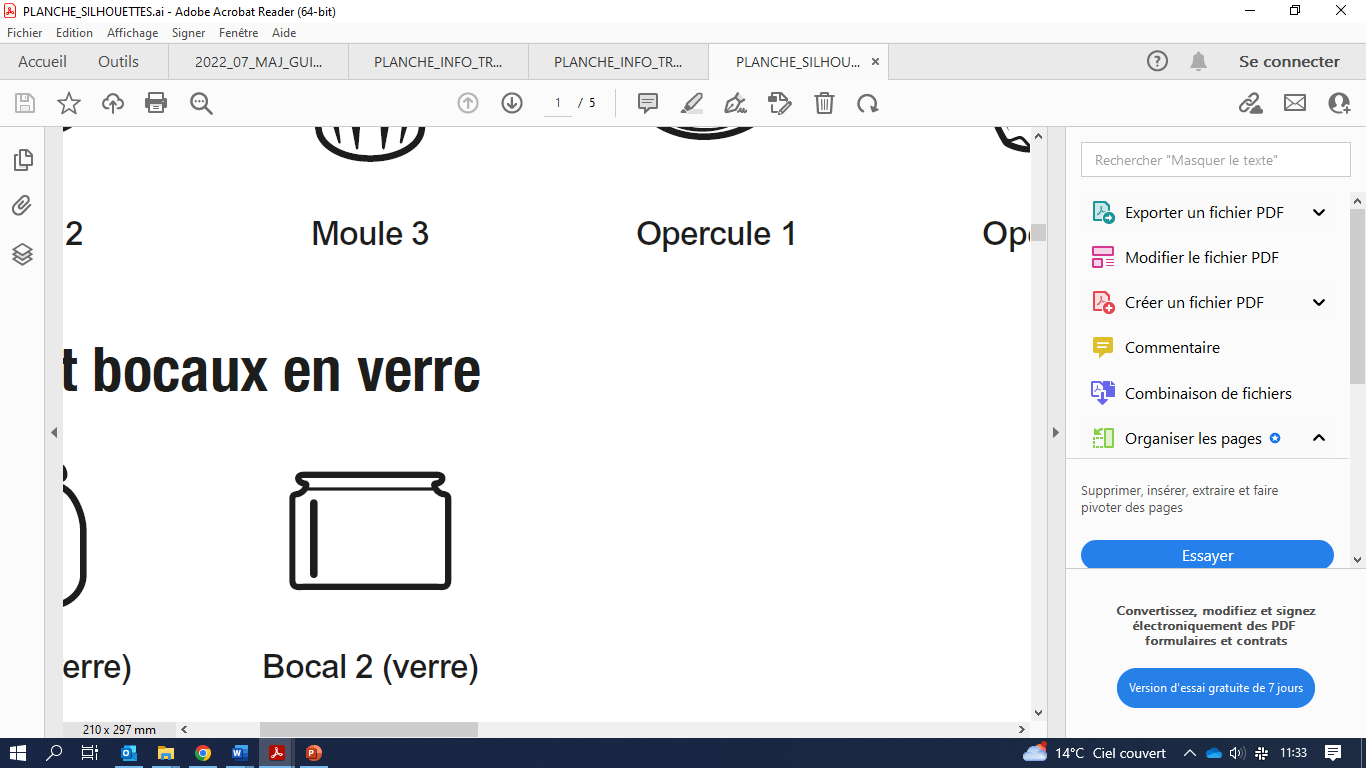 PLANCHE_SILHOUETTES.ai - Adobe Acrobat Reader (64-bit)
Fichier Edition Affichage Signer Fenêtre Aide
Accueil Outils 2022_07_MAJ_GUI... PLANCHE_INFO_TR... PLANCHE_INFO_TR... PLANCHE_SILHOU... Se connecter
1 / 5
Rechercher "Masquer le texte"
Exporter un fichier PDF
Modifier le fichier PDF
Créer un fichier PDF
Commentaire
Combinaison de fichiers
Organiser les pages
Supprimer, insérer, extraire et faire
pivoter des pages
Essayer
Convertissez, modifiez et signez
électroniquement des PDF
formulaires et contrats
Version d'essai gratuite de 7 jours
2 Moule 3 Opercule 1 Op
t bocaux en verre
erre) Bocal 2 (verre)
210 x 297 mm
14°C Ciel couvert 11:33